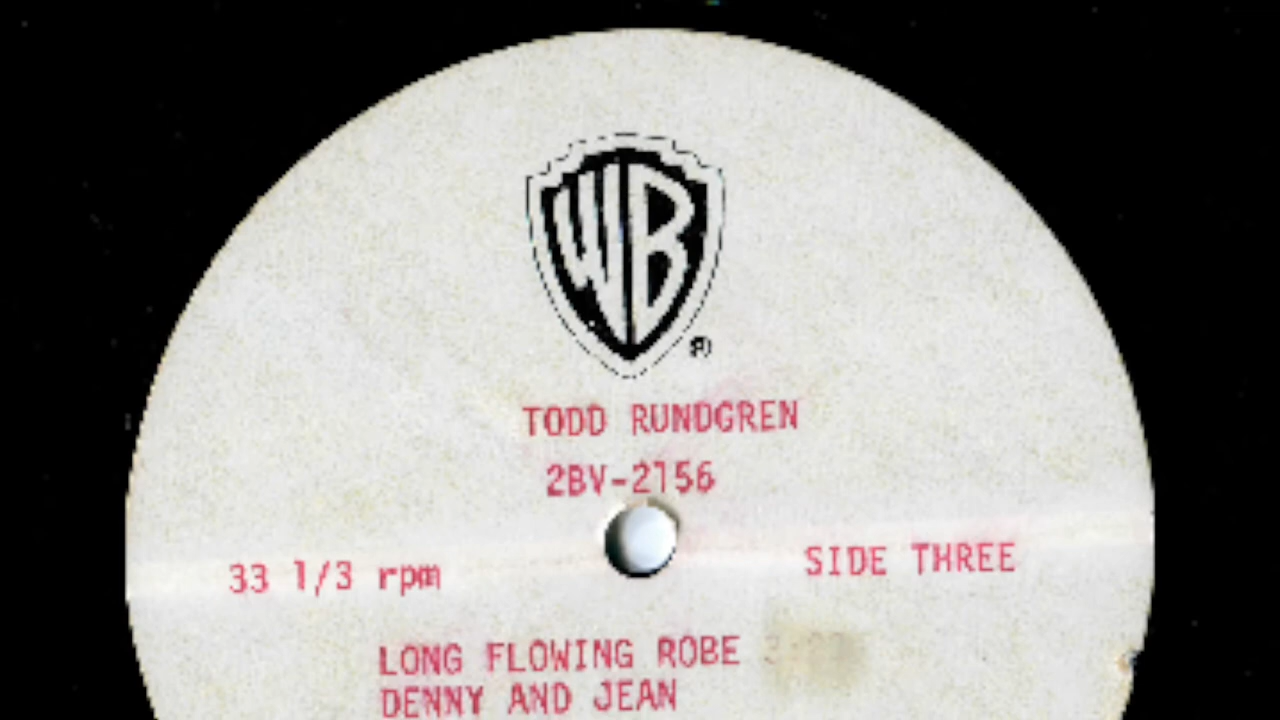 WB
®
TODD RUNDGREN
2BV-2156
33 1/3 rpm
SIDE THREE
LONG FLOWING ROBE
DENNY AND JEAN